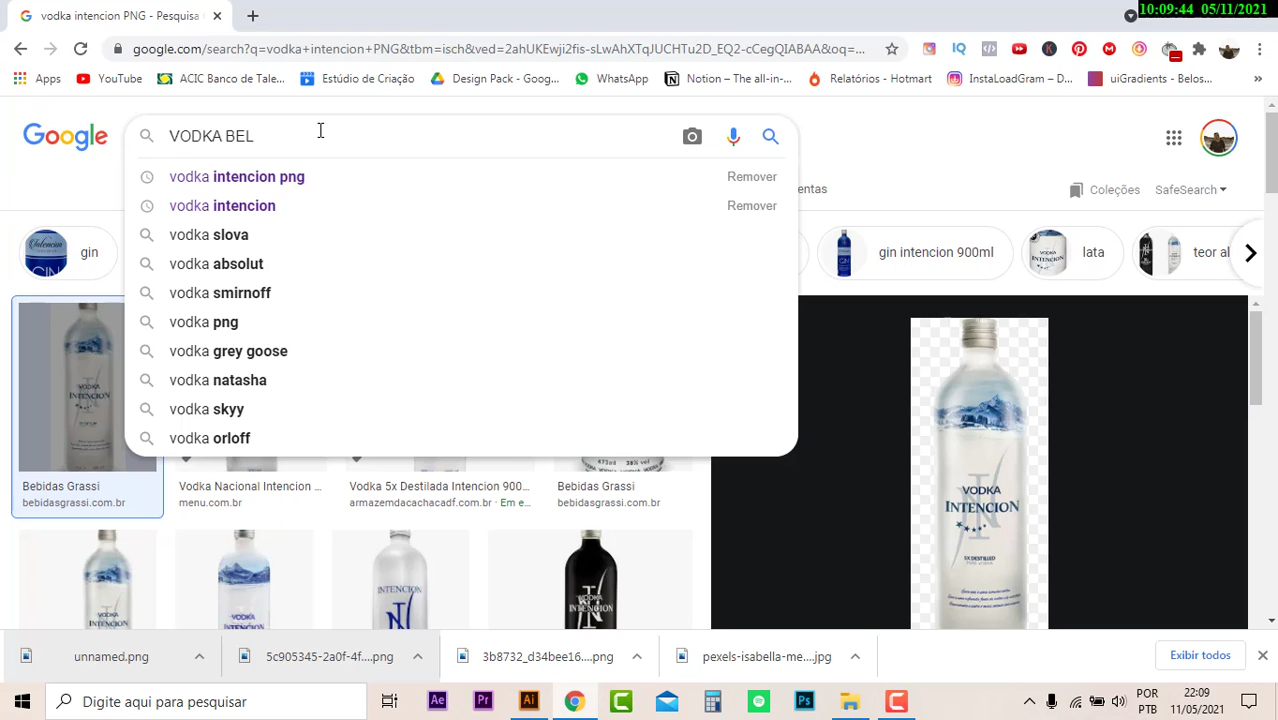 10:09:44 05/11/2021
vodka intencion PNG - Pesquisa
google.com/search?q=vodka+intencion+PNG&tbm=isch&ved=2ahUKEwji2fis-sLwAhXTqJUCHTu2D_EQ2-cCegQIABAA&oq=...
Apps
YouTube
ACIC Banco de Tale...
Estúdio de Criação
Design Pack - Goog...
WhatsApp
Notion – The all-in-...
Relatórios - Hotmart
InstaLoadGram – D...
uiGradients - Belos...
»
Google
VODKA BEL
vodka intencion png
Remover
vodka intencion
Remover
vodka slova
vodka absolut
vodka smirnoff
vodka png
vodka grey goose
vodka natasha
vodka skyy
vodka orloff
entas
Coleções
SafeSearch
gin
gin intencion 900ml
lata
teor al
VODKA
INTENCION
5X DESTILLED
Bebidas Grassi
bebidasgrassi.com.br
Vodka Nacional Intencion ...
menu.com.br
Vodka 5x Destilada Intencion 900...
armazemdacachacadf.com.br · Em e...
Bebidas Grassi
bebidasgrassi.com.br
unnamed.png
5c905345-2a0f-4f....png
3b8732_d34bee16....png
pexels-isabella-me....jpg
Exibir todos
Digite aqui para pesquisar
POR
PTB
22:09
11/05/2021